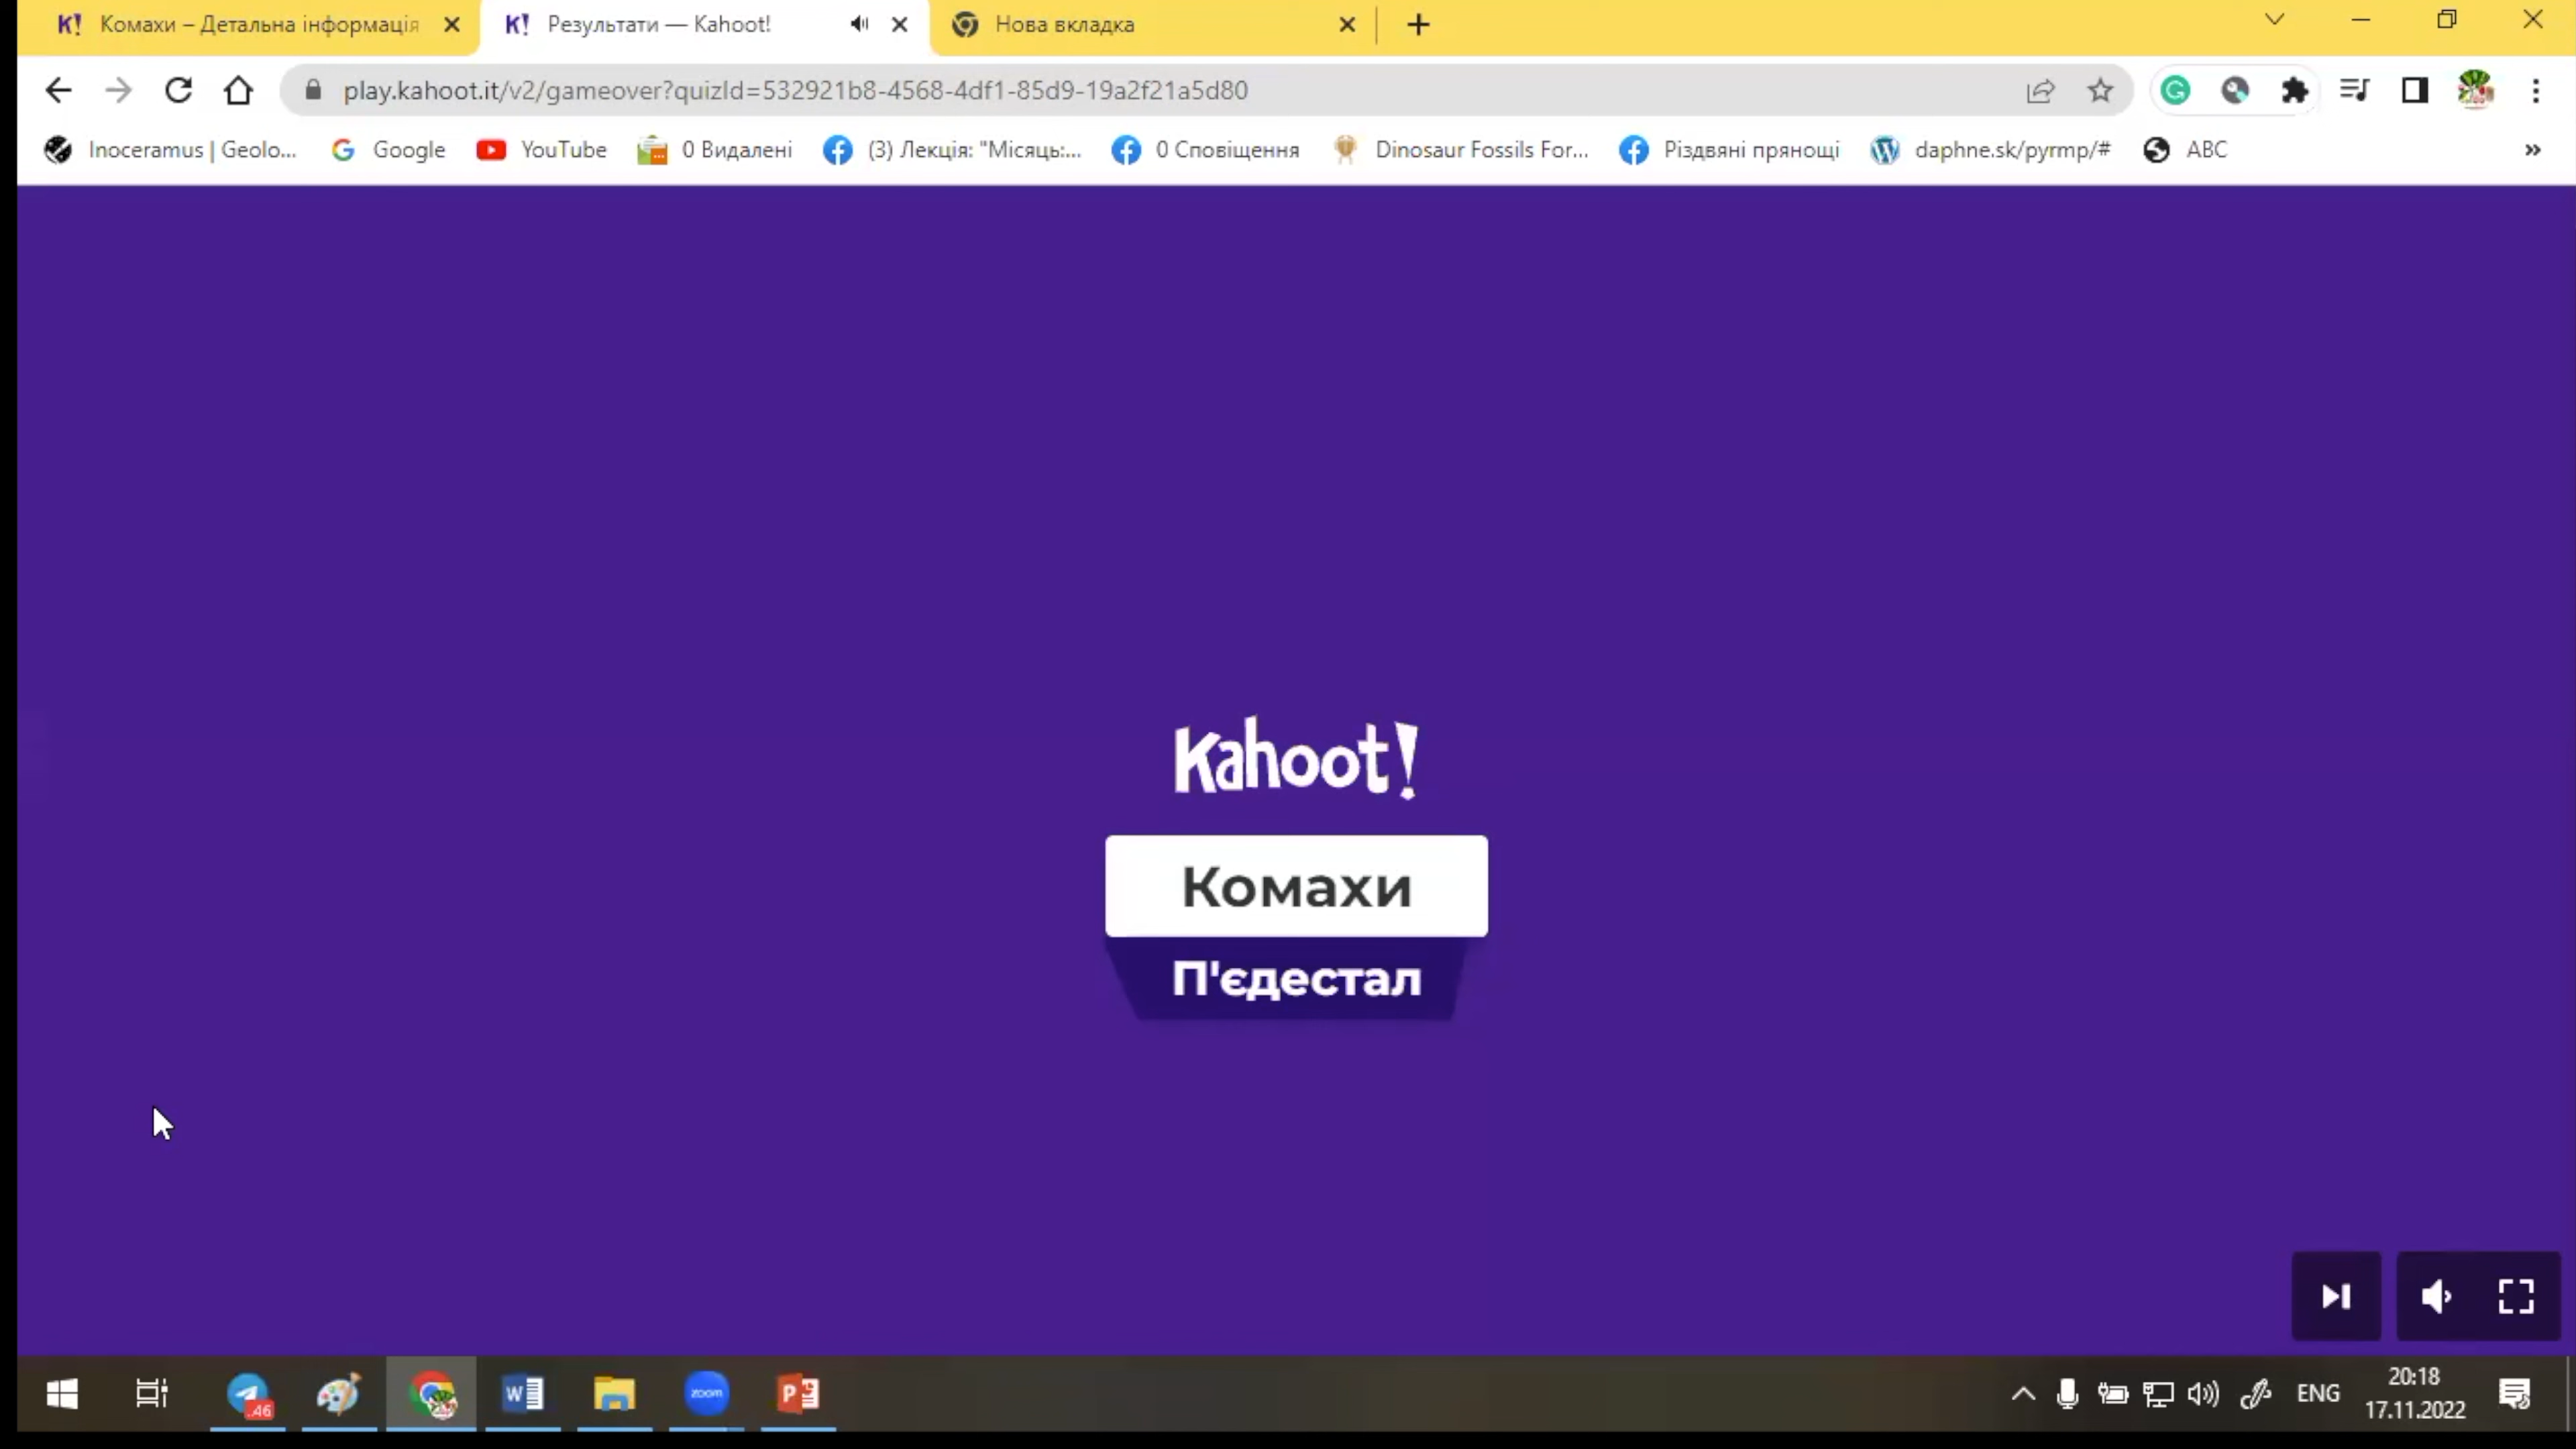 K! Комахи – Детальна інформація
K! Результати — Kahoot!
Нова вкладка
play.kahoot.it/v2/gameover?quizId=532921b8-4568-4df1-85d9-19a2f21a5d80
Inoceramus | Geolo...
Google
YouTube
0 Видалені
(3) Лекція: "Місяць:...
0 Сповіщення
Dinosaur Fossils For...
Різдвяні прянощі
daphne.sk/pyrmp/#
ABC
»
Kahoot!
Комахи
П'єдестал
.46
zoom
ENG
20:18
17.11.2022